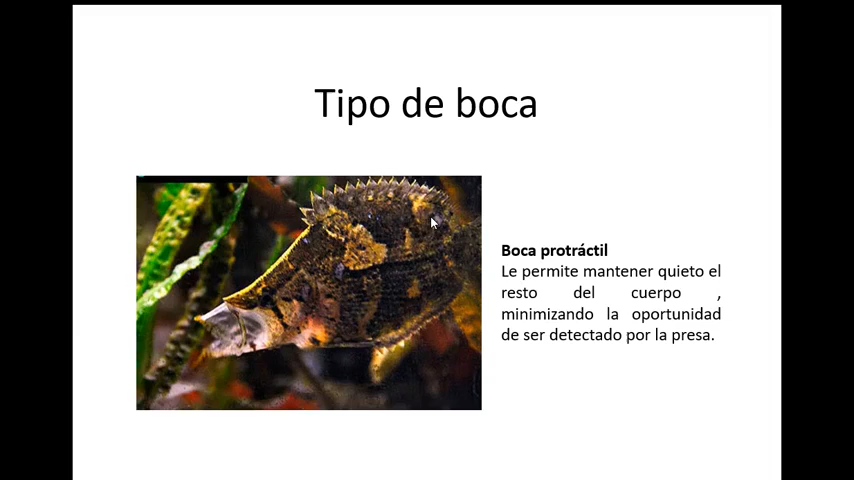 Tipo de boca
Boca protráctil
Le permite mantener quieto el
resto del cuerpo ,
minimizando la oportunidad
de ser detectado por la presa.